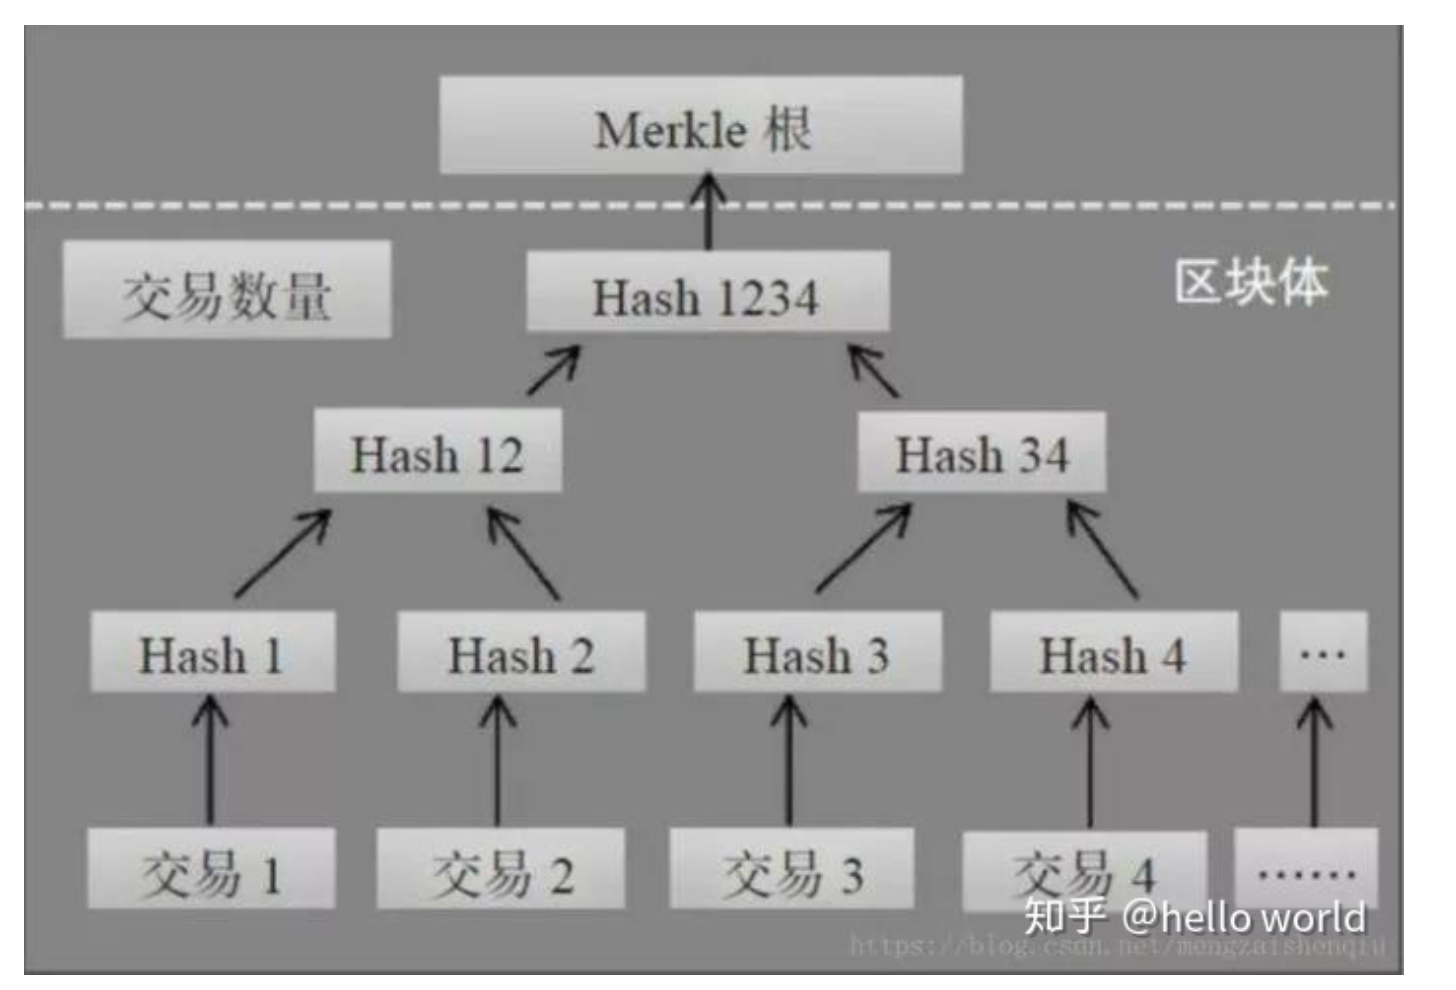 Merkle 根
交易数量
Hash 1234
区块体
Hash 12
Hash 34
Hash 1
Hash 2
Hash 3
Hash 4
...
交易 1
交易 2
交易 3
交易 4
......
知乎 @hello world
https://blog.csdn.net/mengzaishenqiu